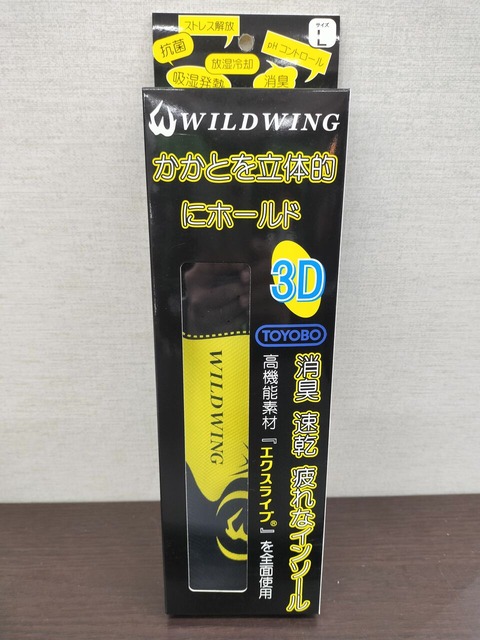 ストレス解放
抗菌
放湿冷却
pHコントロール
サイズ
L
吸湿発熱
消臭
WILDWING
かかとを立体的
にホールド
3D
TOYOBO
消臭 速乾 疲れなインソール
高機能素材『エクスライブ®』を全面使用
WILDWING